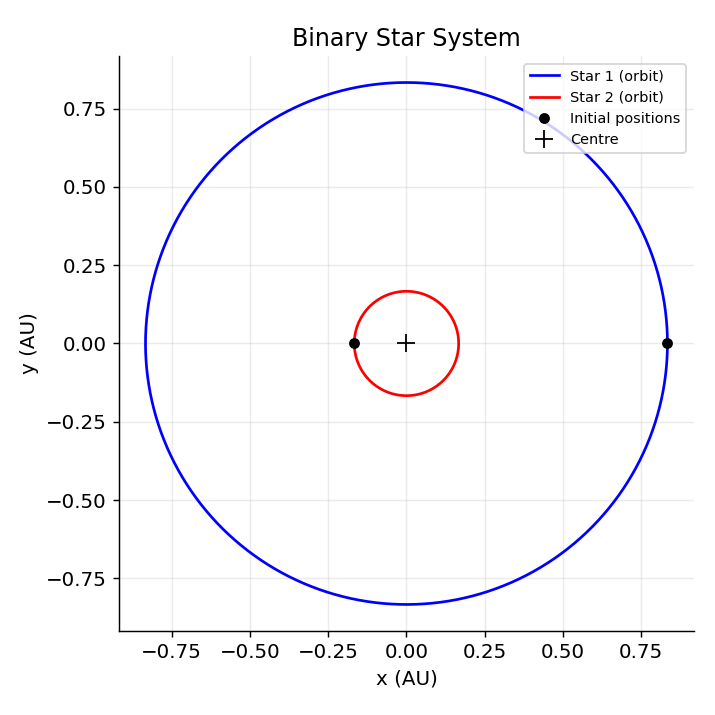 Binary Star System
Star 1 (orbit)
Star 2 (orbit)
Initial positions
Centre
y (AU)
0.75
0.50
0.25
0.00
−0.25
−0.50
−0.75
−0.75 −0.50 −0.25 0.00 0.25 0.50 0.75
x (AU)